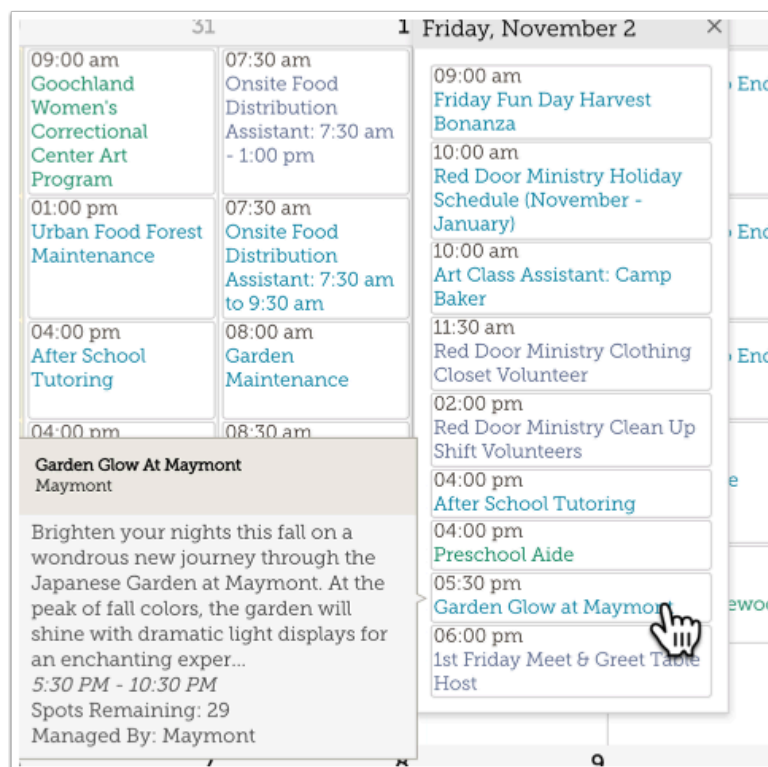 31
1
09:00 am
Goochland
Women's
Correctional
Center Art
Program
01:00 pm
Urban Food Forest
Maintenance
04:00 pm
After School
Tutoring
04:00 pm
07:30 am
Onsite Food
Distribution
Assistant: 7:30 am
- 1:00 pm
07:30 am
Onsite Food
Distribution
Assistant: 7:30 am
to 9:30 am
08:00 am
Garden
Maintenance
08:30 am
Friday, November 2 ×
09:00 am
Friday Fun Day Harvest
Bonanza
10:00 am
Red Door Ministry Holiday
Schedule (November -
January)
10:00 am
Art Class Assistant: Camp
Baker
11:30 am
Red Door Ministry Clothing
Closet Volunteer
02:00 pm
Red Door Ministry Clean Up
Shift Volunteers
04:00 pm
After School Tutoring
04:00 pm
Preschool Aide
05:30 pm
Garden Glow at Maymont
06:00 pm
1st Friday Meet & Greet Table
Host
Garden Glow At Maymont
Maymont
Brighten your nights this fall on a
wondrous new journey through the
Japanese Garden at Maymont. At the
peak of fall colors, the garden will
shine with dramatic light displays for
an enchanting exper...
5:30 PM - 10:30 PM
Spots Remaining: 29
Managed By: Maymont
7
8
9